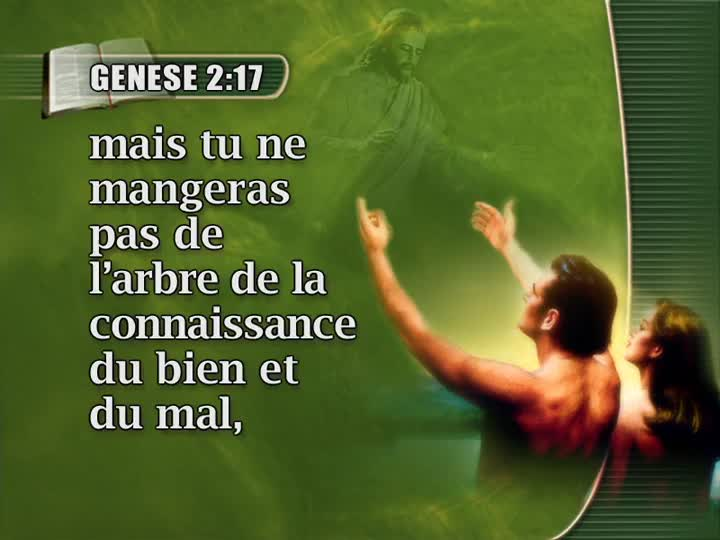 GENESE 2:17
mais tu ne
mangeras
pas de
l’arbre de la
connaissance
du bien et
du mal,